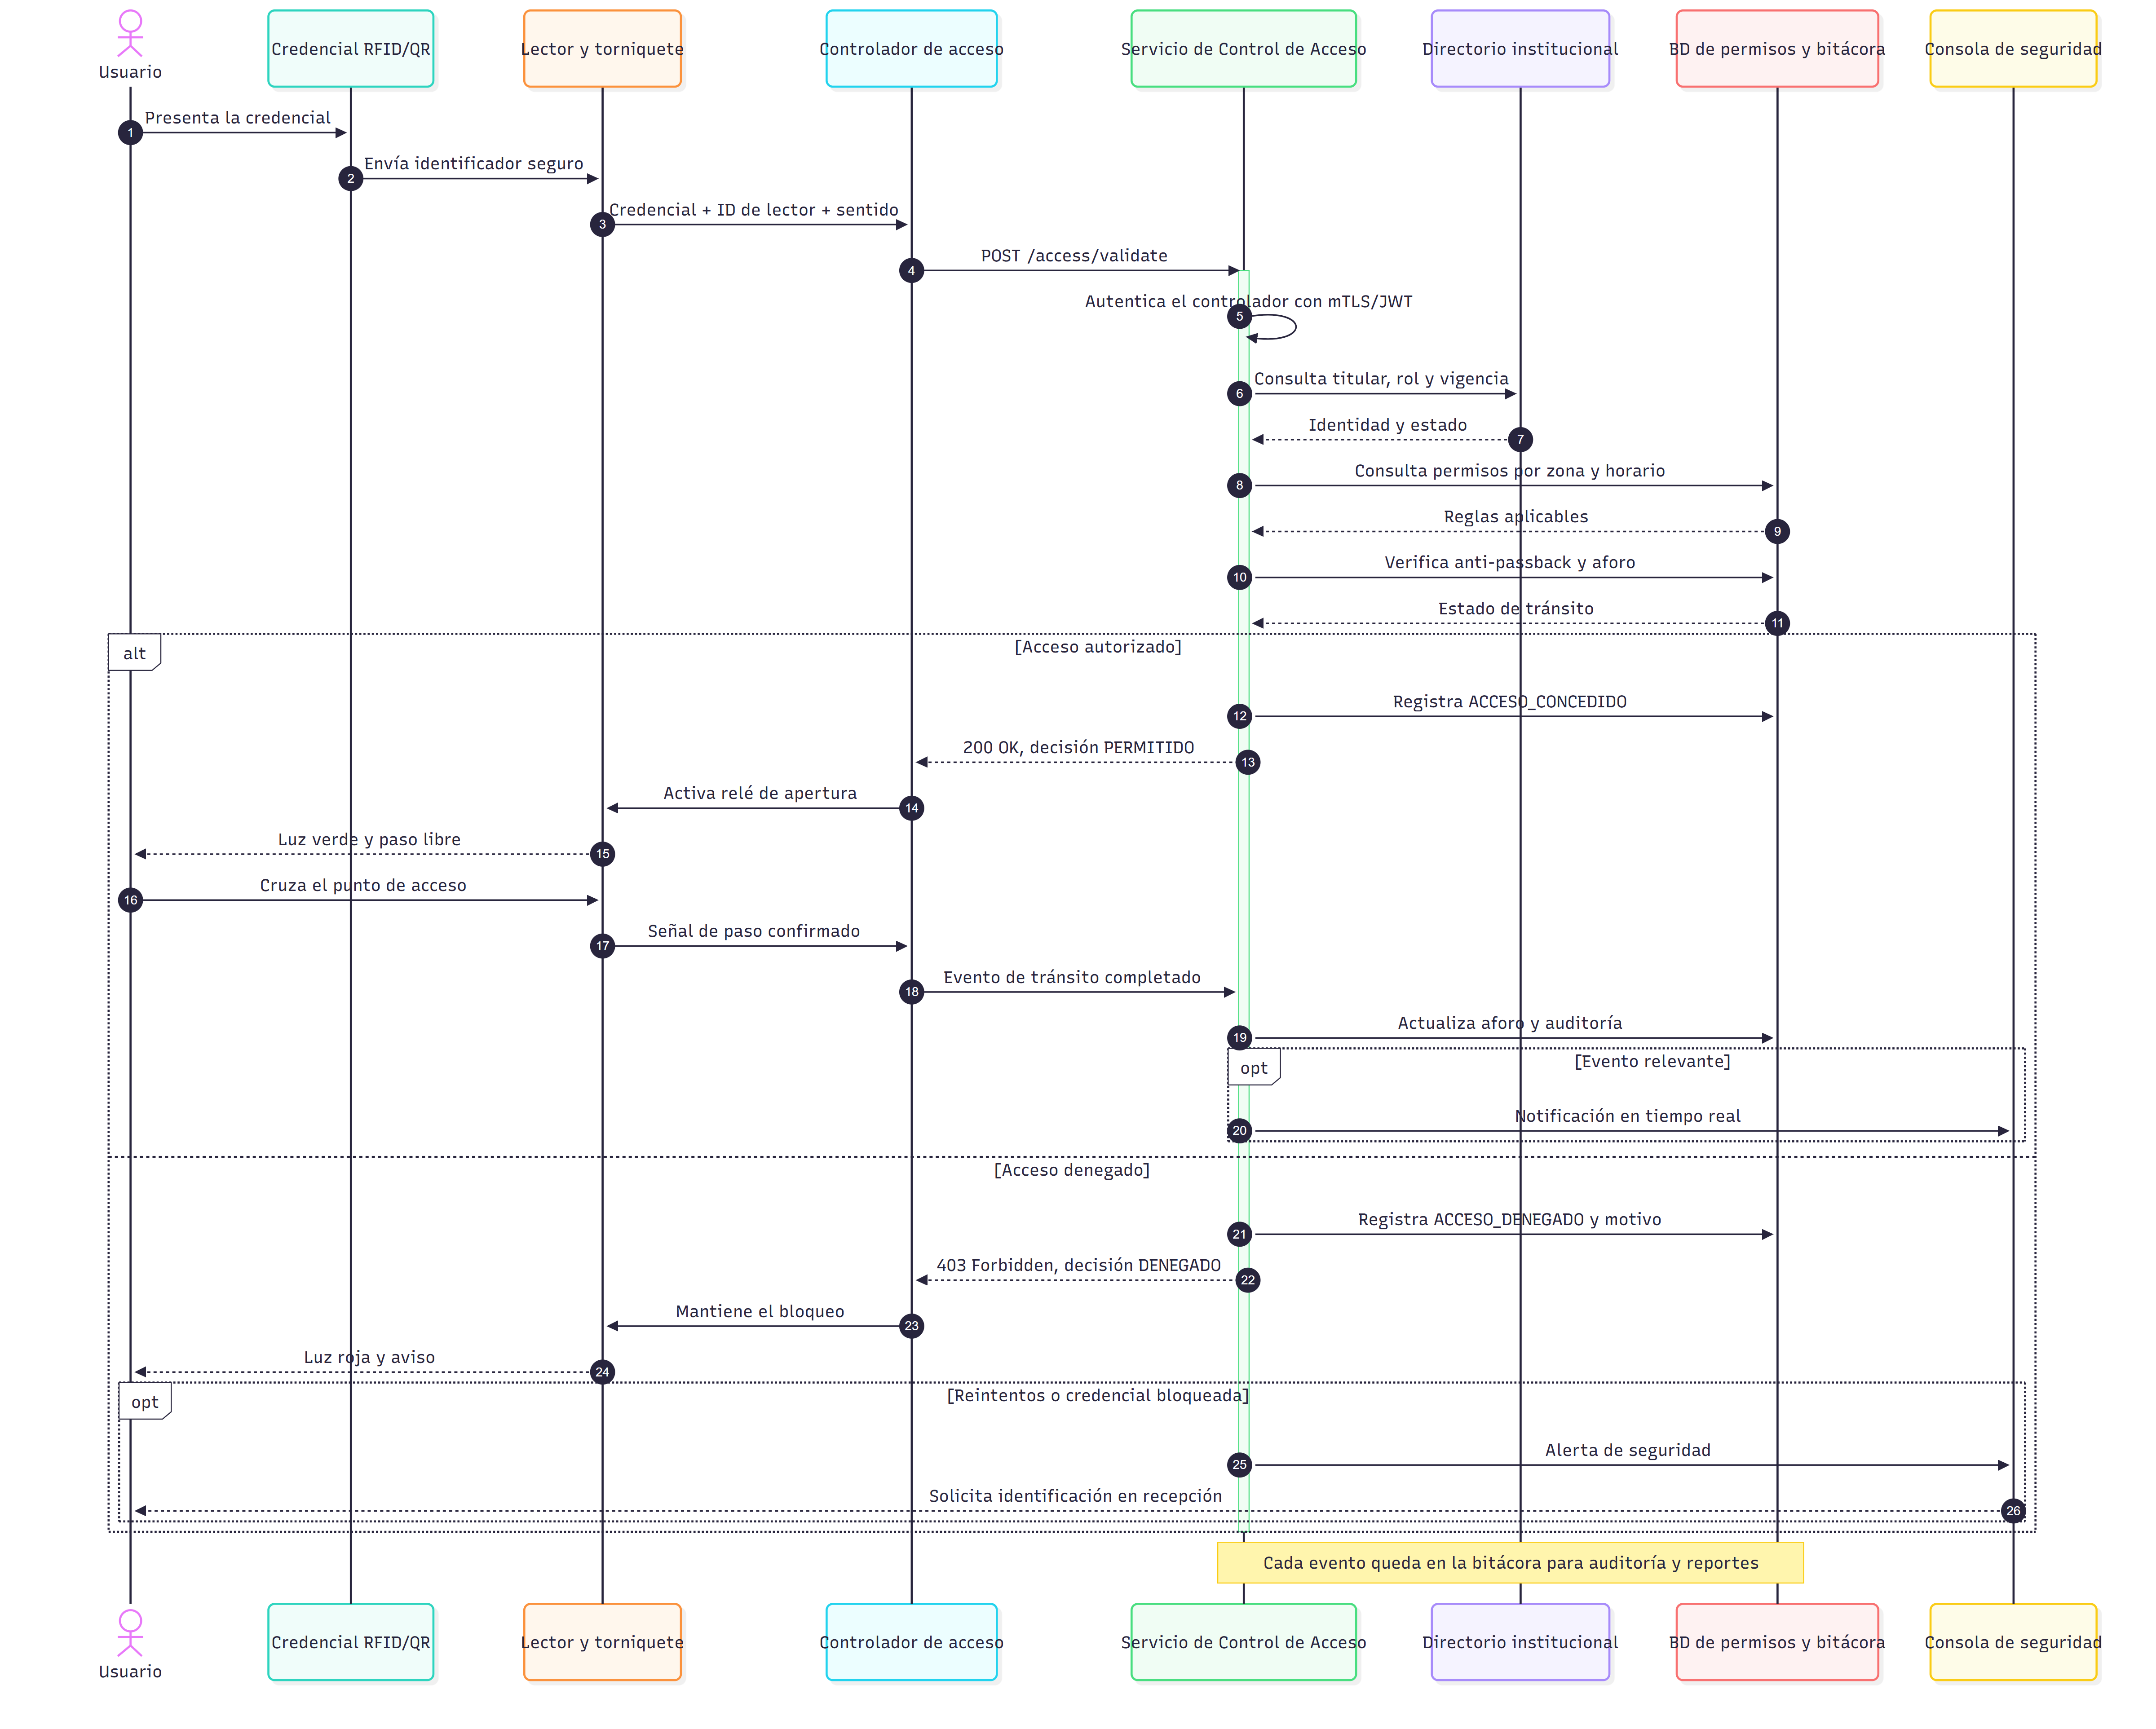 Usuario
Credencial RFID/QR
Lector y torniquete
Controlador de acceso
Servicio de Control de Acceso
Directorio institucional
BD de permisos y bitácora
Consola de seguridad
1
Presenta la credencial
2
Envía identificador seguro
3
Credencial + ID de lector + sentido
4
POST /access/validate
Autentica el controlador con mTLS/JWT
5
6
Consulta titular, rol y vigencia
Identidad y estado
7
8
Consulta permisos por zona y horario
Reglas aplicables
9
10
Verifica anti-passback y aforo
Estado de tránsito
11
alt
[Acceso autorizado]
12
Registra ACCESO_CONCEDIDO
200 OK, decisión PERMITIDO
13
Activa relé de apertura
14
Luz verde y paso libre
15
16
Cruza el punto de acceso
17
Señal de paso confirmado
18
Evento de tránsito completado
19
Actualiza aforo y auditoría
opt
[Evento relevante]
20
Notificación en tiempo real
[Acceso denegado]
21
Registra ACCESO_DENEGADO y motivo
403 Forbidden, decisión DENEGADO
22
Mantiene el bloqueo
23
Luz roja y aviso
24
opt
[Reintentos o credencial bloqueada]
25
Alerta de seguridad
Solicita identificación en recepción
26
Cada evento queda en la bitácora para auditoría y reportes
Usuario
Credencial RFID/QR
Lector y torniquete
Controlador de acceso
Servicio de Control de Acceso
Directorio institucional
BD de permisos y bitácora
Consola de seguridad